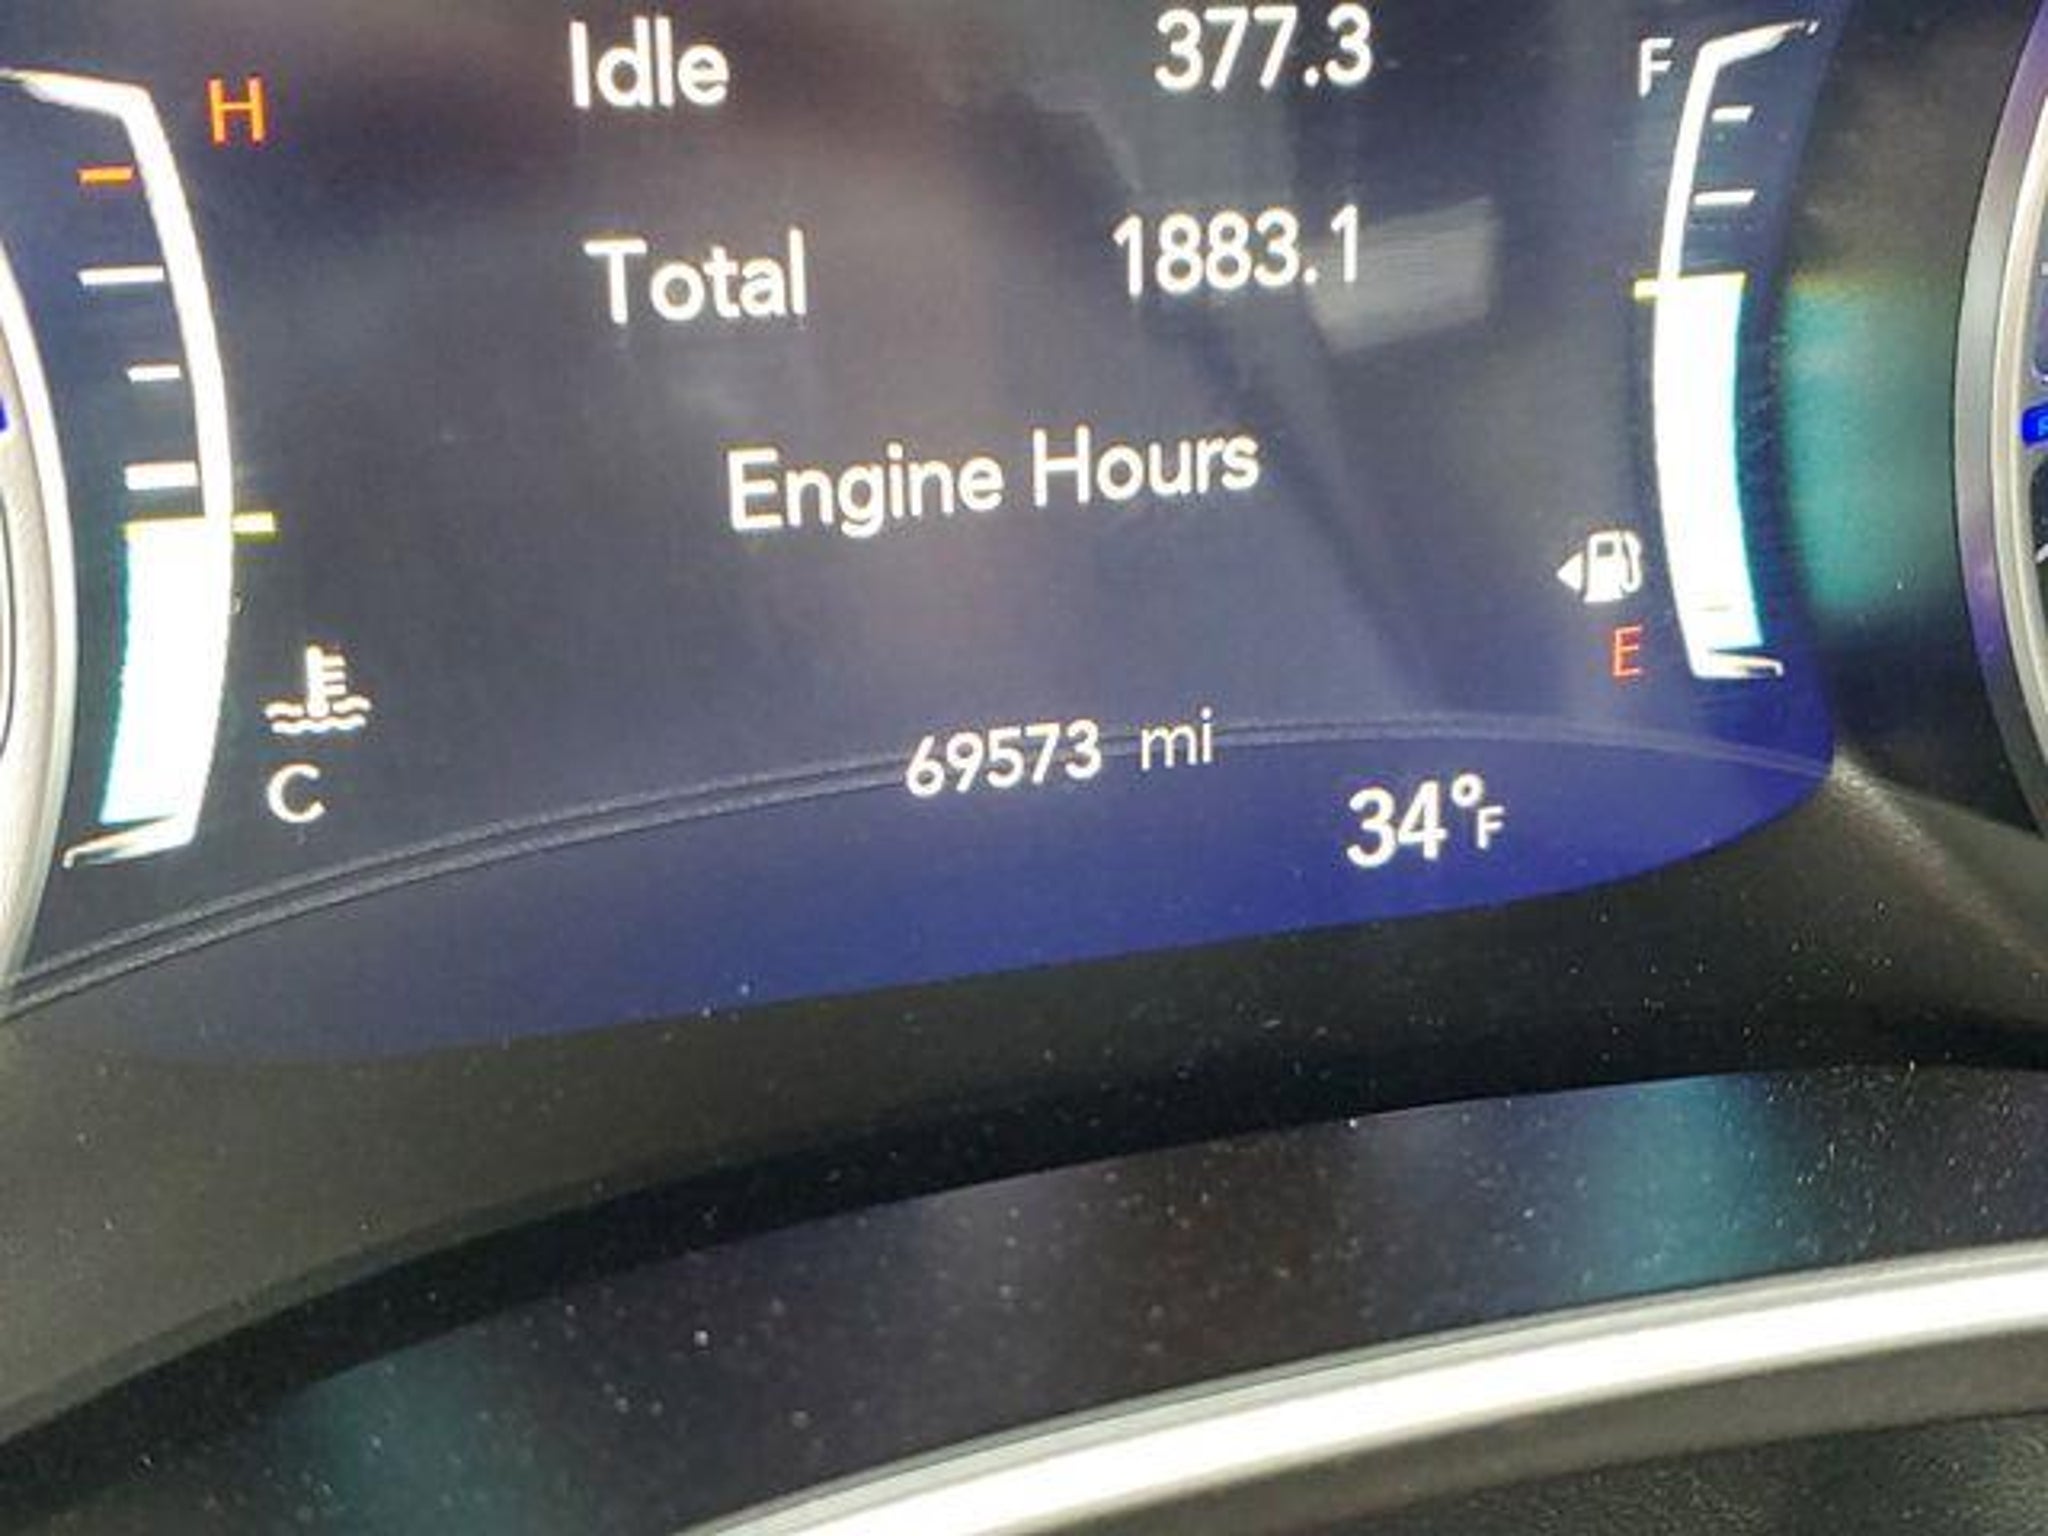 H
Idle 377.3
F
Total 1883.1
Engine Hours
E
69573 mi
C
34°F